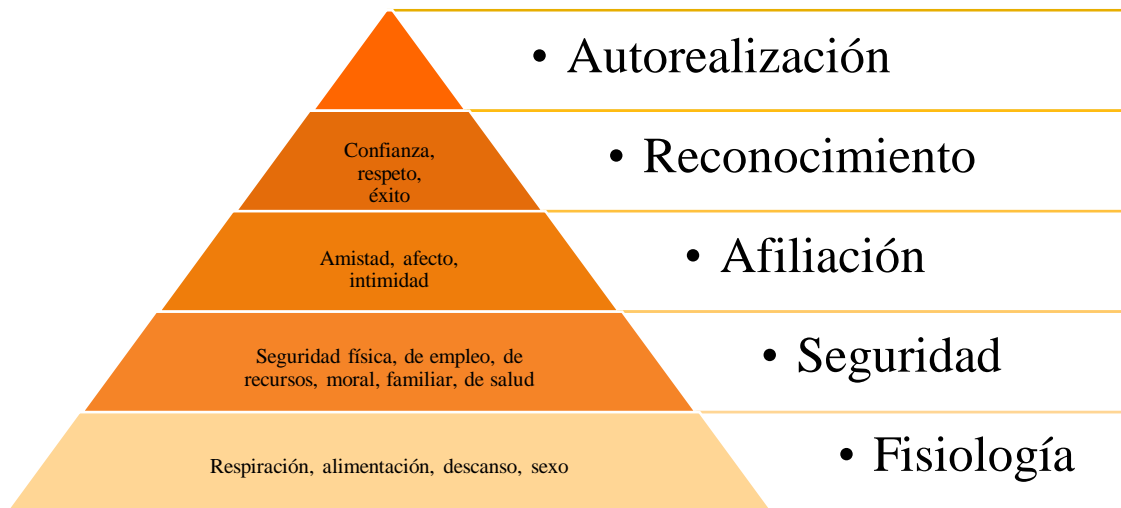 • Autorealización
Confianza,
respeto,
éxito
• Reconocimiento
Amistad, afecto,
intimidad
• Afiliación
Seguridad física, de empleo, de
recursos, moral, familiar, de salud
• Seguridad
Respiración, alimentación, descanso, sexo
• Fisiología